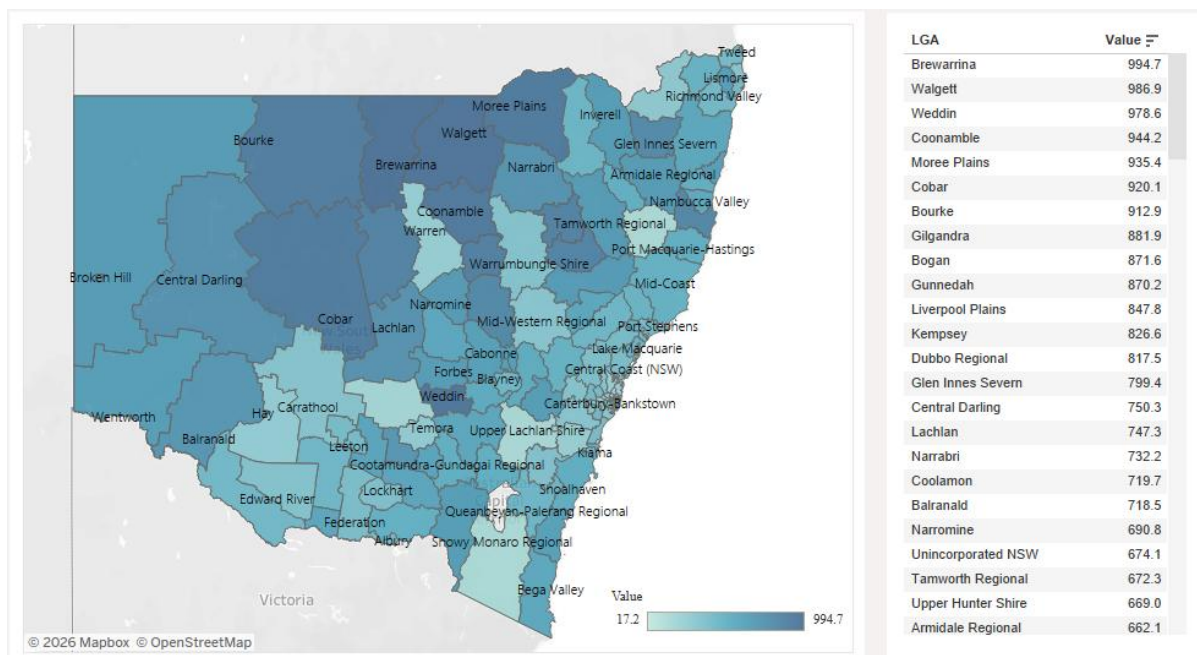 Tweed
Lismore
Richmond Valley
Moree Plains
Inverell
Bourke
Walgett
Glen Innes Severn
Brewarrina
Narrabri
Armidale Regional
Nambucca Valley
Coonamble
Tamworth Regional
Warren
Port Macquarie-Hastings
Warrumbungle Shire
Broken Hill
Central Darling
Mid-Coast
Narromine
Cobar
Lachlan
Mid-Western Regional
Port Stephens
Cabonne
Lake Macquarie
Forbes
Blayney
Central Coast (NSW)
Weddin
Canterbury-Bankstown
Hay
Carrathool
Wentworth
Temora
Upper Lachlan Shire
Balranald
Leeton
Kiama
Cootamundra-Gundagai Regional
Edward River
Lockhart
Shoalhaven
Queanbeyan-Palerang Regional
Federation
Albury
Snowy Monaro Regional
Bega Valley
Victoria
Value
17.2
994.7
© 2026 Mapbox © OpenStreetMap
LGA Value
Brewarrina 994.7
Walgett 986.9
Weddin 978.6
Coonamble 944.2
Moree Plains 935.4
Cobar 920.1
Bourke 912.9
Gilgandra 881.9
Bogan 871.6
Gunnedah 870.2
Liverpool Plains 847.8
Kempsey 826.6
Dubbo Regional 817.5
Glen Innes Severn 799.4
Central Darling 750.3
Lachlan 747.3
Narrabri 732.2
Coolamon 719.7
Balranald 718.5
Narromine 690.8
Unincorporated NSW 674.1
Tamworth Regional 672.3
Upper Hunter Shire 669.0
Armidale Regional 662.1